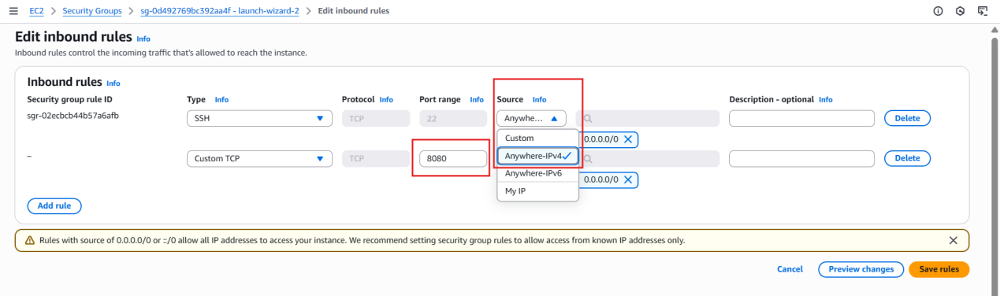 EC2 > Security Groups > sg-0d492769bc392aa4f - launch-wizard-2 > Edit inbound rules
Edit inbound rules Info
Inbound rules control the incoming traffic that's allowed to reach the instance.
Inbound rules Info
Security group rule ID Type Info Protocol Info Port range Info Source Info Description - optional Info
sgr-02ecbcb44b57a6afb SSH TCP 22 Anywhe... Delete
Custom 0.0.0.0/0
– Custom TCP TCP 8080 Anywhere-IPv4 Delete
Anywhere-IPv6 0.0.0.0/0
My IP
Add rule
Rules with source of 0.0.0.0/0 or ::/0 allow all IP addresses to access your instance. We recommend setting security group rules to allow access from known IP addresses only.
Cancel Preview changes Save rules